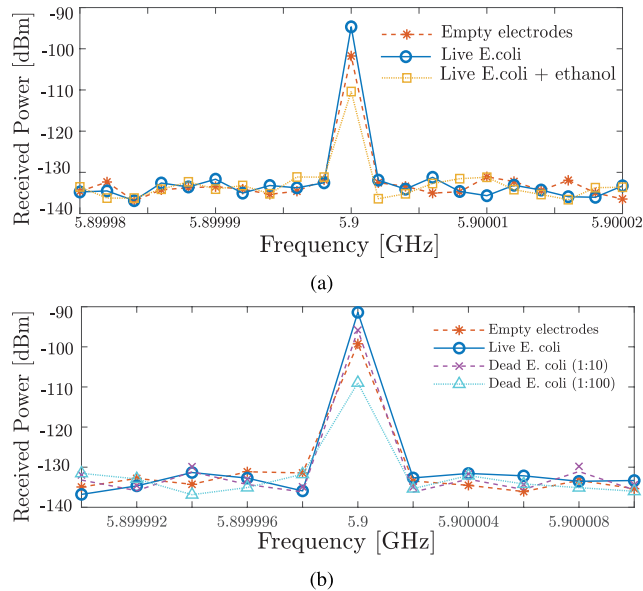 -90
-100
-110
-120
-130
-140
Received Power [dBm]
Empty electrodes
Live E.coli
Live E.coli + ethanol
5.89998
5.89999
5.9
5.90001
5.90002
Frequency [GHz]
(a)
-90
-100
-110
-120
-130
-140
Received Power [dBm]
Empty electrodes
Live E. coli
Dead E. coli (1:10)
Dead E. coli (1:100)
5.899992
5.899996
5.9
5.900004
5.900008
Frequency [GHz]
(b)